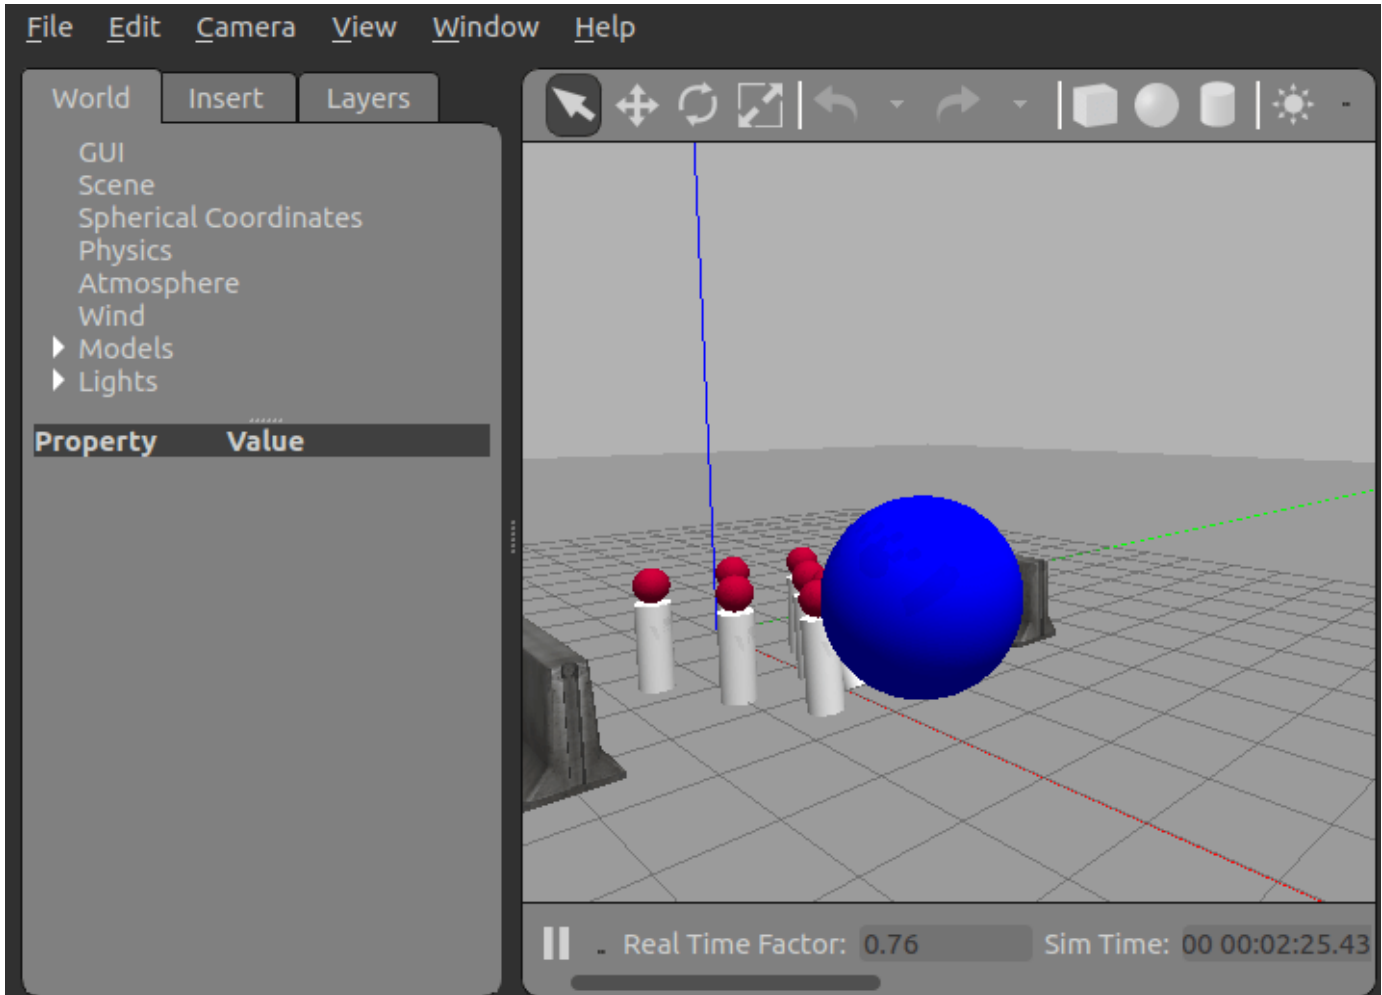 File Edit Camera View Window Help
World Insert Layers
GUI
Scene
Spherical Coordinates
Physics
Atmosphere
Wind
Models
Lights
Property Value
Real Time Factor: 0.76 Sim Time: 00 00:02:25.43